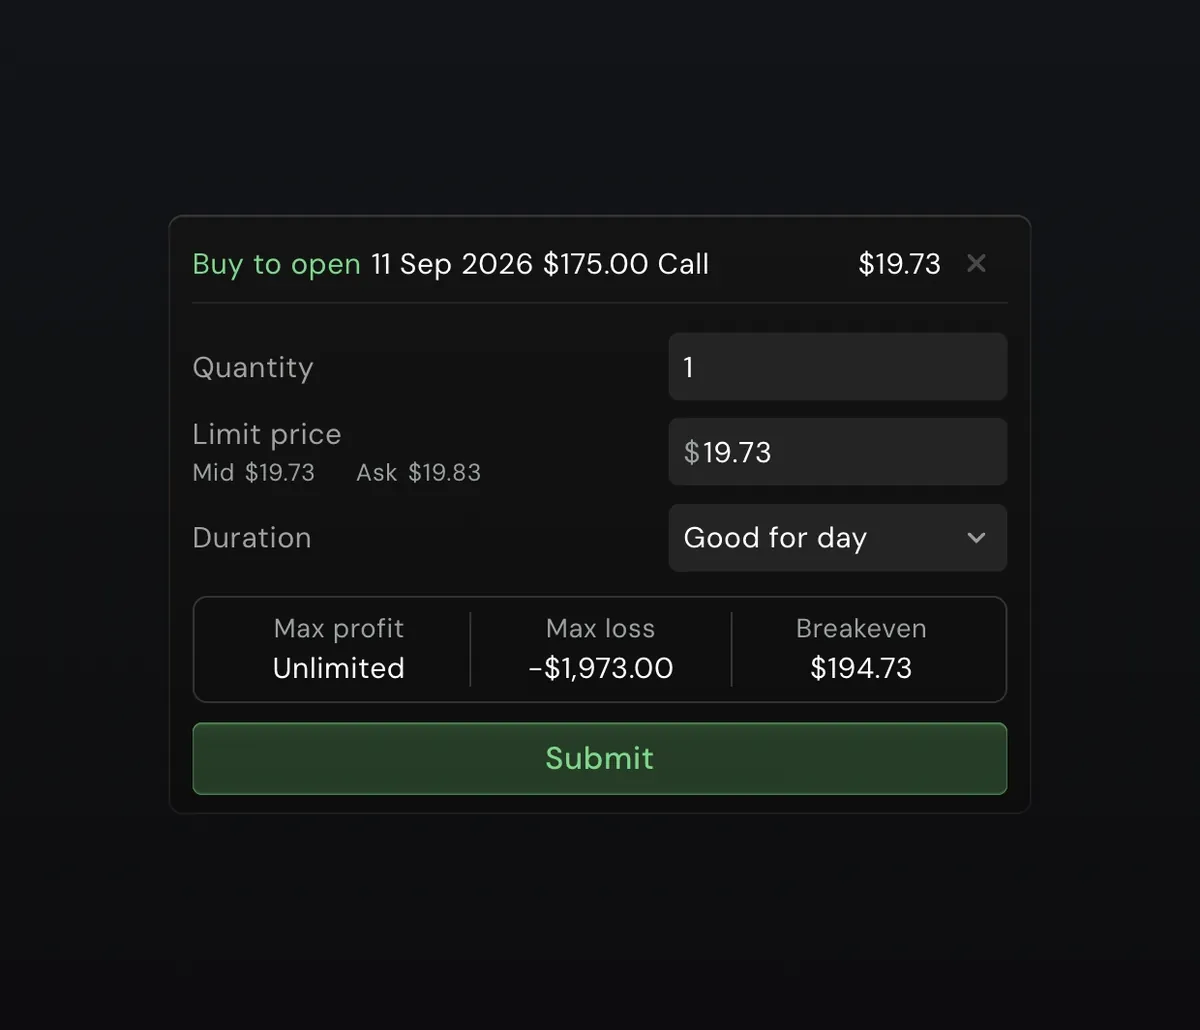 Buy to open 11 Sep 2026 $175.00 Call $19.73 ×
Quantity 1
Limit price
$19.73
Mid $19.73 Ask $19.83
Duration Good for day
Max profit Max loss Breakeven
Unlimited -$1,973.00 $194.73
Submit